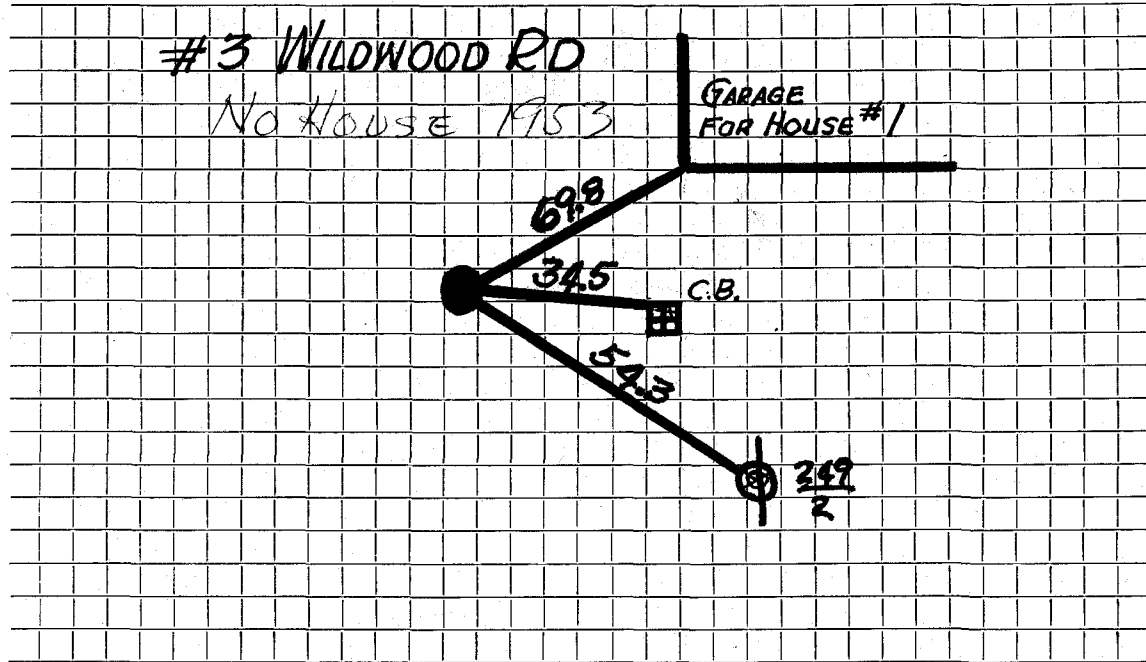 #3 WILDWOOD RD
NO HOUSE 1953
GARAGE
FOR HOUSE #1
69.8
34.5
C.B.
54.3
249
2